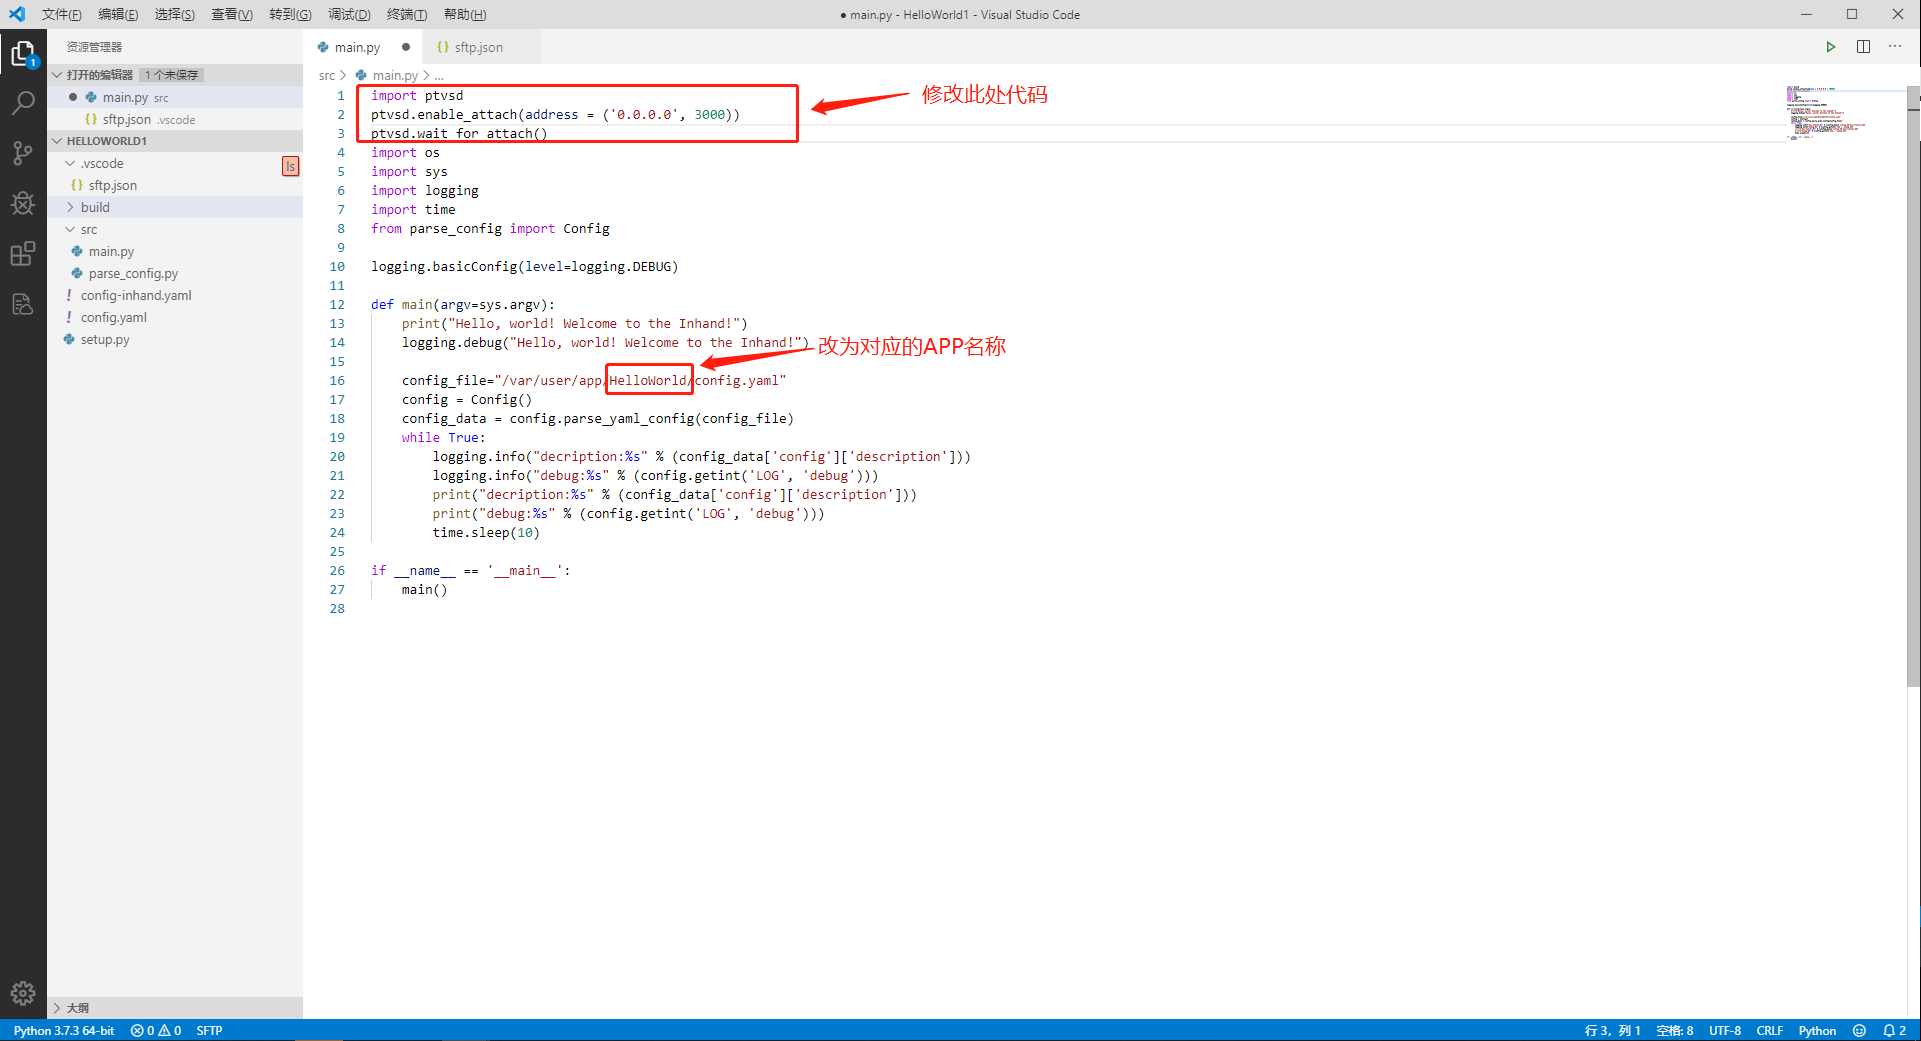 文件(F) 编辑(E) 选择(S) 查看(V) 转到(G) 调试(D) 终端(T) 帮助(H)
● main.py - HelloWorld1 - Visual Studio Code
资源管理器
打开的编辑器 1 个未保存
main.py src
sftp.json .vscode
HELLOWORLD1
.vscode
ls
sftp.json
build
src
main.py
parse_config.py
config-inhand.yaml
config.yaml
setup.py
大纲
1
main.py ●
{} sftp.json
src > main.py > ...
1 import ptvsd
2 ptvsd.enable_attach(address = ('0.0.0.0', 3000))
3 ptvsd.wait_for_attach()
修改此处代码
4 import os
5 import sys
6 import logging
7 import time
8 from parse_config import Config
9
10 logging.basicConfig(level=logging.DEBUG)
11
12 def main(argv=sys.argv):
13     print("Hello, world! Welcome to the Inhand!")
14     logging.debug("Hello, world! Welcome to the Inhand!")
改为对应的APP名称
15
16     config_file="/var/user/app/HelloWorld/config.yaml"
17     config = Config()
18     config_data = config.parse_yaml_config(config_file)
19     while True:
20         logging.info("decription:%s" % (config_data['config']['description']))
21         logging.info("debug:%s" % (config.getint('LOG', 'debug')))
22         print("decription:%s" % (config_data['config']['description']))
23         print("debug:%s" % (config.getint('LOG', 'debug')))
24         time.sleep(10)
25
26 if __name__ == '__main__':
27     main()
28
Python 3.7.3 64-bit 0 0 SFTP
行 3，列 1 空格: 8 UTF-8 CRLF Python 2